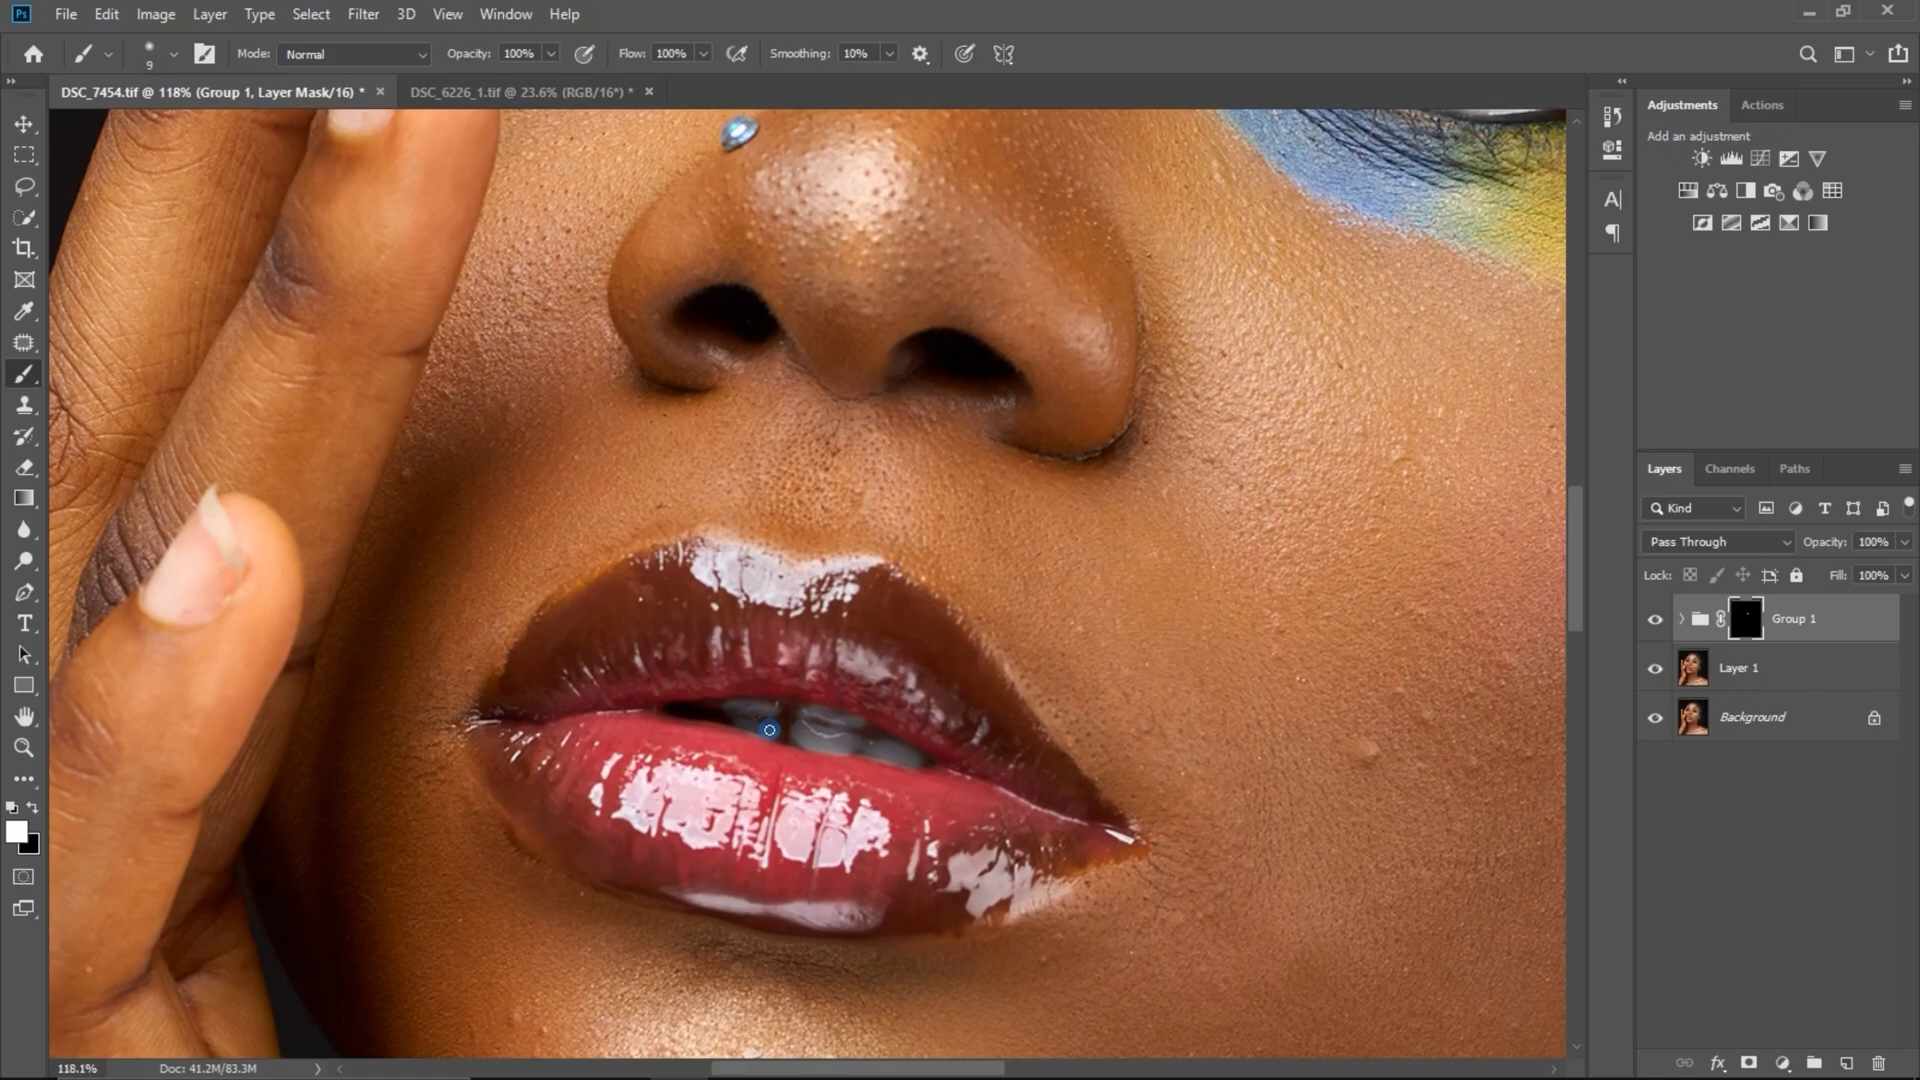 Ps File Edit Image Layer Type Select Filter 3D View Window Help
9 Mode: Normal Opacity: 100% Flow: 100% Smoothing: 10%
DSC_7454.tif @ 118% (Group 1, Layer Mask/16) * × DSC_6226_1.tif @ 23.6% (RGB/16*) * ×
Adjustments Actions
Add an adjustment
Layers Channels Paths
Kind
Pass Through Opacity: 100%
Lock: Fill: 100%
Group 1
Layer 1
Background
118.1% Doc: 41.2M/83.3M